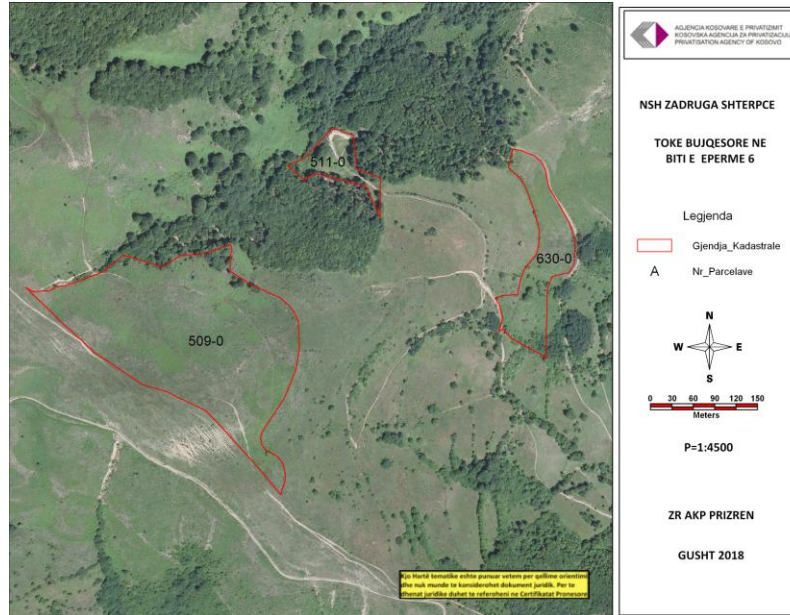 511-0
630-0
509-0
Kjo Hartë tematike eshte punuar vetem per qellime orientimi
dhe nuk munde te konsiderohet dokument juridik. Per te
dhenat juridike duhet te referoheni ne Certifikatat Pronesore
AGJENCIA KOSOVARE E PRIVATIZIMIT
KOSOVSKA AGENCIJA ZA PRIVATIZACIJU
PRIVATISATION AGENCY OF KOSOVO
NSH ZADRUGA SHTERPCE
TOKE BUJQESORE NE
BITI E EPERME 6
Legjenda
Gjendja_Kadastrale
A Nr_Parcelave
N
W E
S
0 30 60 90 120 150
Meters
P=1:4500
ZR AKP PRIZREN
GUSHT 2018